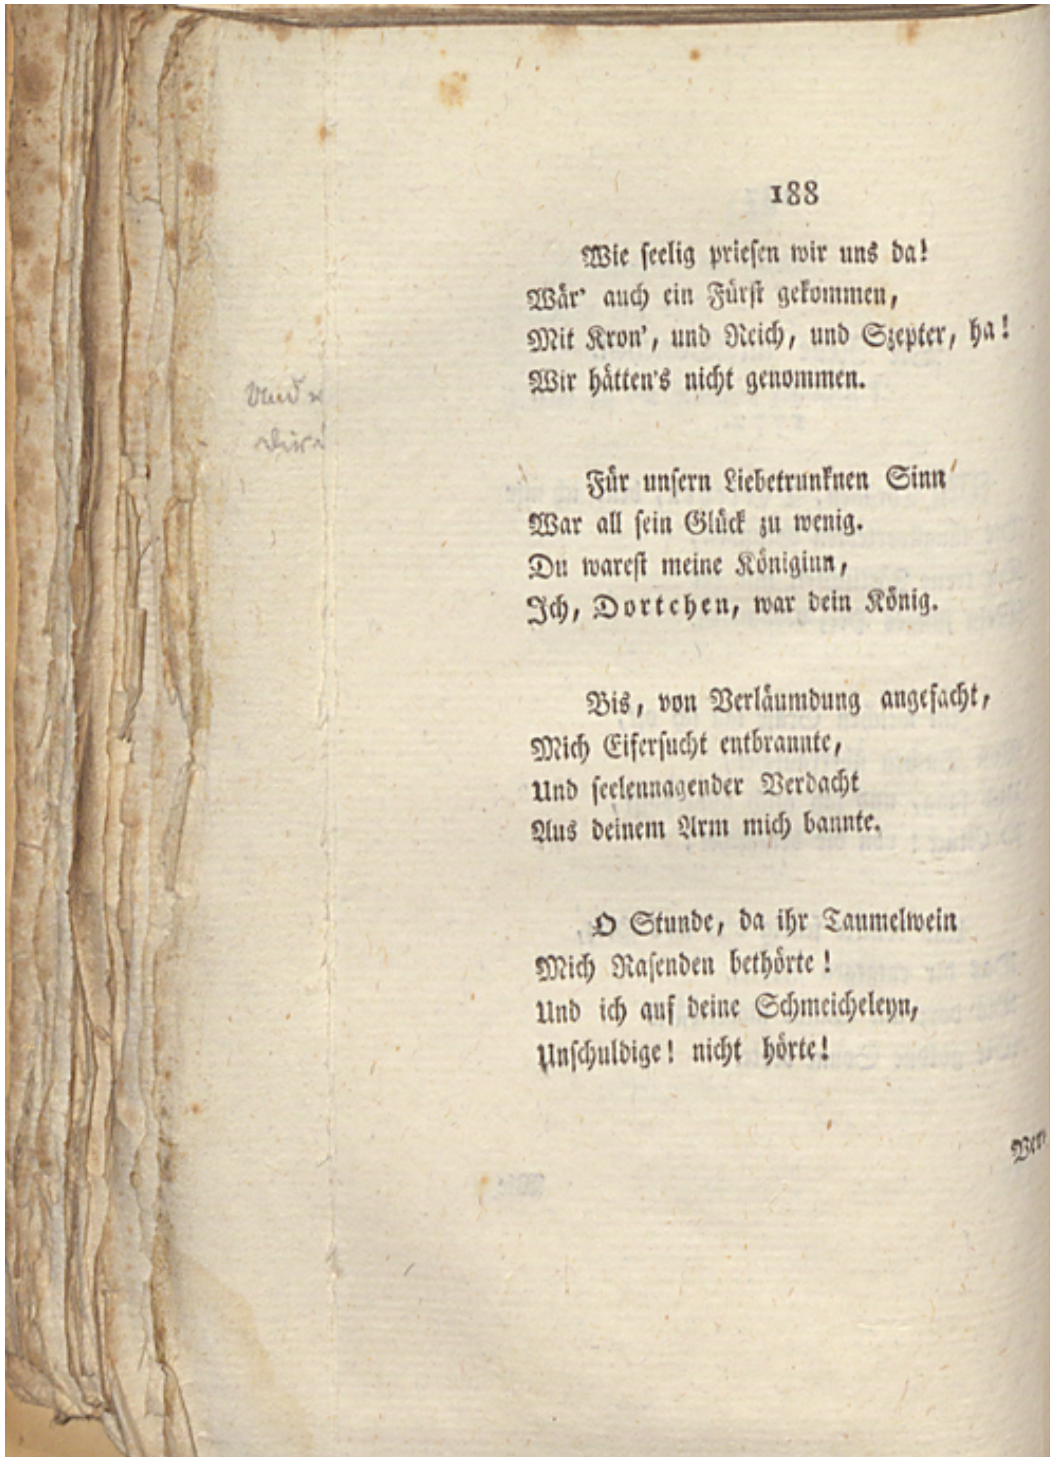 188
Wie seelig priesen wir uns da!
Wär' auch ein Fürst gekommen,
Mit Kron', und Reich, und Szepter, ha!
Wir hätten's nicht genommen.
Für unsern Liebetrunknen Sinn
War all sein Glück zu wenig.
Du warest meine Königinn,
Ich, Dortchen, war dein König.
Bis, von Verläumdung angefacht,
Mich Eifersucht entbrannte,
Und seelennagender Verdacht
Aus deinem Arm mich bannte.
O Stunde, da ihr Taumelwein
Mich Rasenden bethörte!
Und ich auf deine Schmeicheleyn,
Unschuldige! nicht hörte!